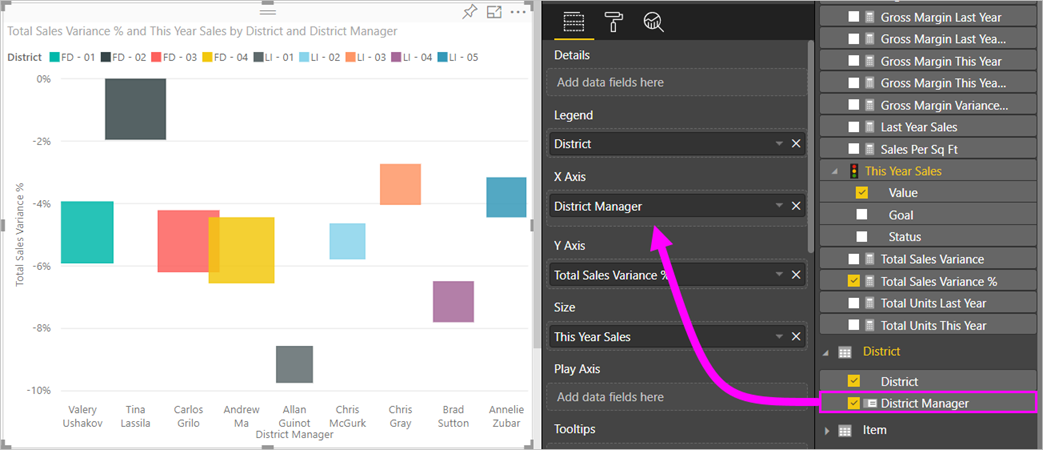 Total Sales Variance % and This Year Sales by District and District Manager
District FD - 01 FD - 02 FD - 03 FD - 04 LI - 01 LI - 02 LI - 03 LI - 04 LI - 05
0%
-2%
-4%
-6%
-8%
-10%
Total Sales Variance %
Valery Ushakov
Tina Lassila
Carlos Grilo
Andrew Ma
Allan Guinot
Chris McGurk
Chris Gray
Brad Sutton
Annelie Zubar
District Manager
Details
Add data fields here
Legend
District
X Axis
District Manager
Y Axis
Total Sales Variance %
Size
This Year Sales
Play Axis
Add data fields here
Tooltips
Gross Margin Last Year
Gross Margin Last Yea...
Gross Margin This Year
Gross Margin This Yea...
Gross Margin Variance...
Last Year Sales
Sales Per Sq Ft
This Year Sales
Value
Goal
Status
Total Sales Variance
Total Sales Variance %
Total Units Last Year
Total Units This Year
District
District
District Manager
Item